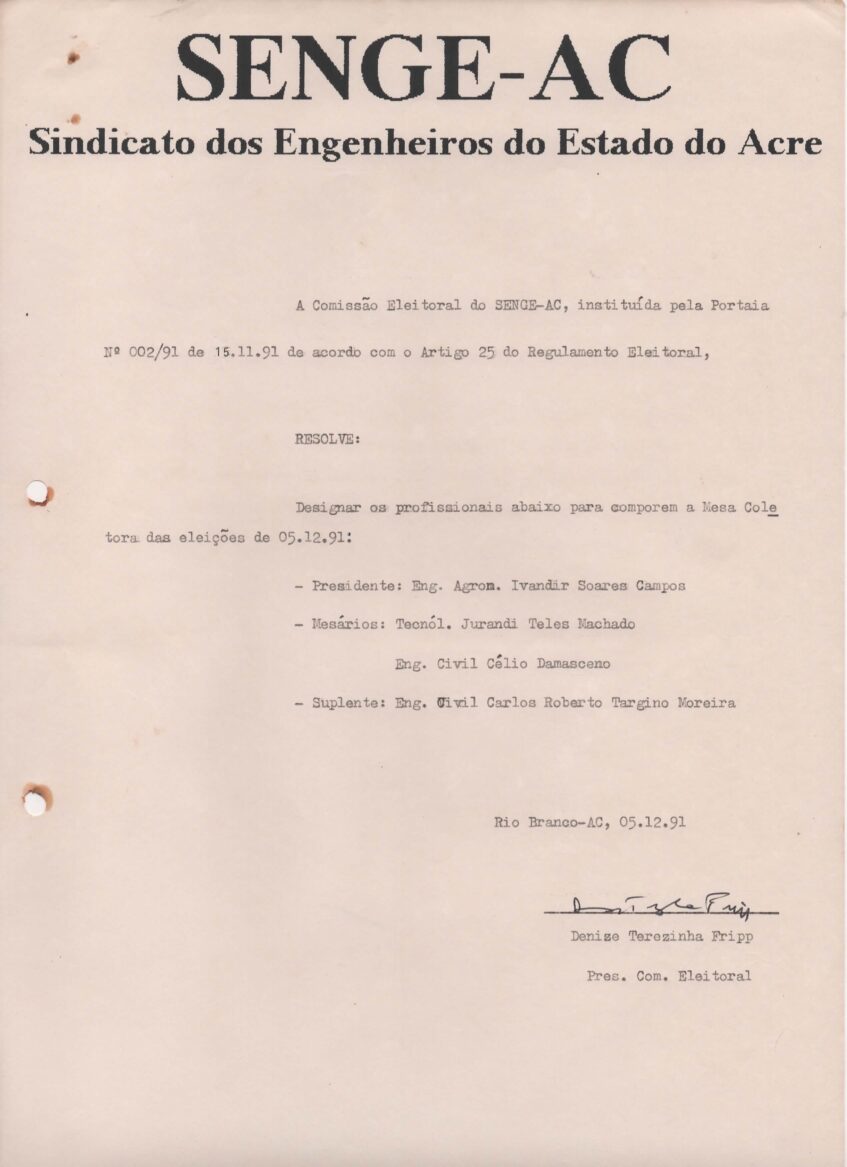 SENGE-AC
Sindicato dos Engenheiros do Estado do Acre
A Comissão Eleitoral do SENGE-AC, instituída pela Portaia
Nº 002/91 de 15.11.91 de acordo com o Artigo 25 do Regulamento Eleitoral,
RESOLVE:
Designar os profissionais abaixo para comporem a Mesa Cole
tora das eleições de 05.12.91:
- Presidente: Eng. Agron. Ivandir Soares Campos
- Mesários: Tecnól. Jurandi Teles Machado
Eng. Civil Célio Damasceno
- Suplente: Eng. Civil Carlos Roberto Targino Moreira
Rio Branco-AC, 05.12.91
Denize Terezinha Fripp
Pres. Com. Eleitoral